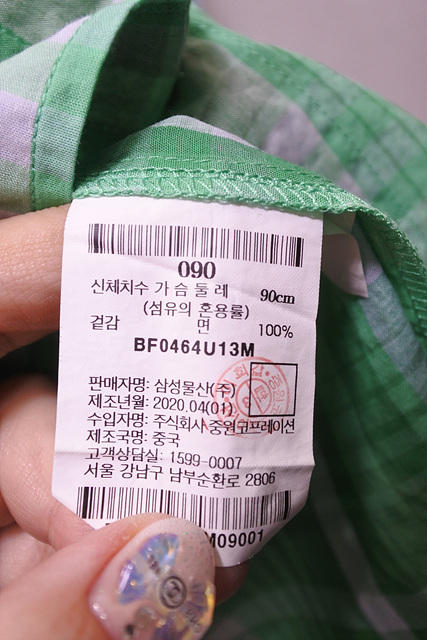 090
신체치수 가 슴 둘 레 90cm
(섬유의 혼용률)
겉감 면 100%
BF0464U13M
판매자명: 삼성물산(주)
제조년월: 2020.04(01)
수입자명: 주식회사 중원코프레이션
제조국명: 중국
고객상담실: 1599-0007
서울 강남구 남부순환로 2806
M09001